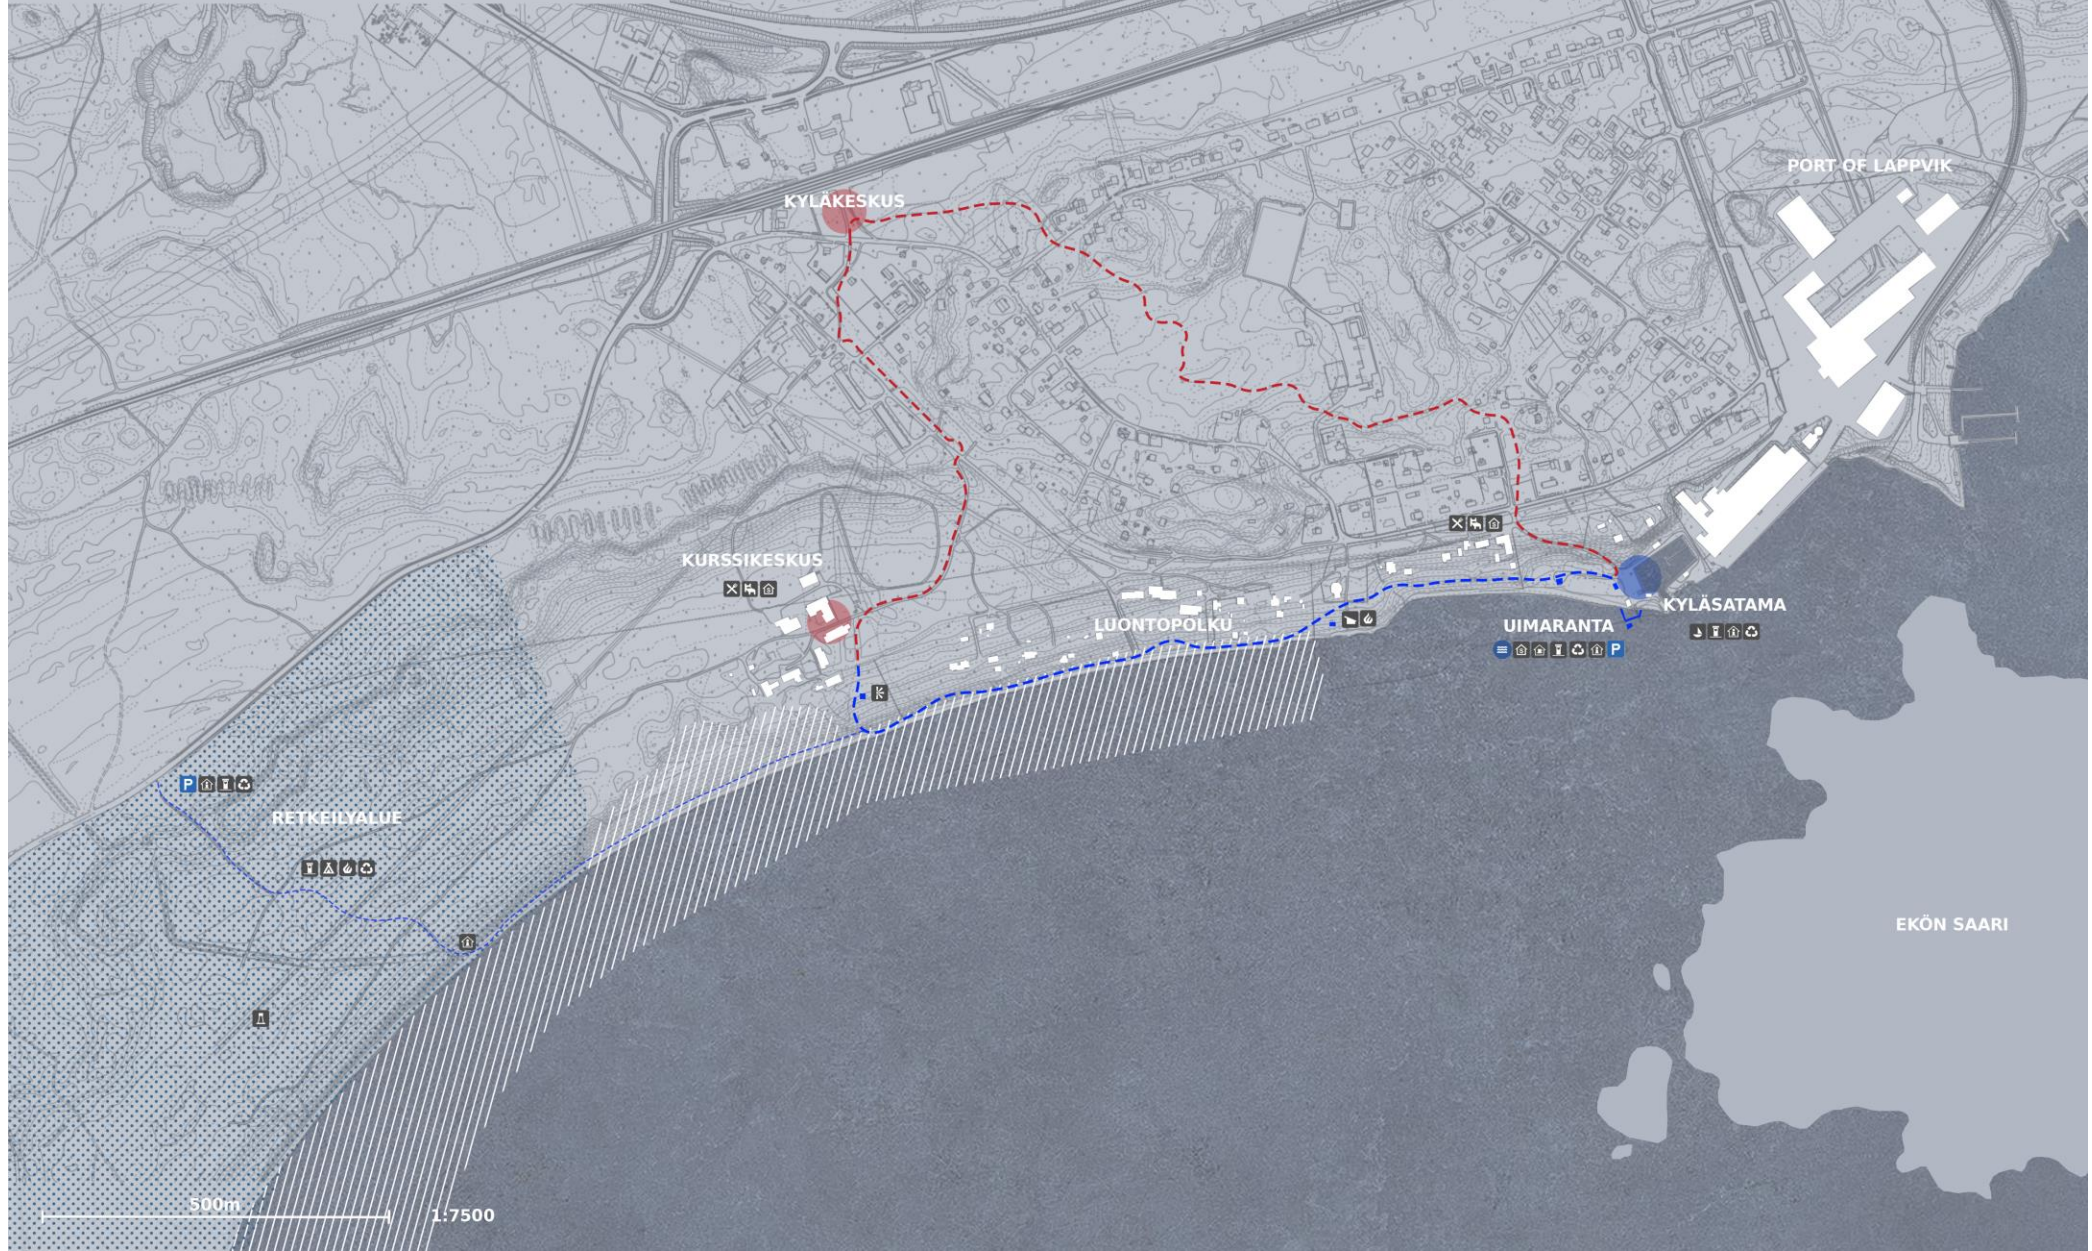 PORT OF LAPPVIK
KYLÄKESKUS
KURSSIKESKUS
LUONTOPOLKU
UIMARANTA
KYLÄSATAMA
P
P
RETKEILYALUE
EKÖN SAARI
500m
1:7500